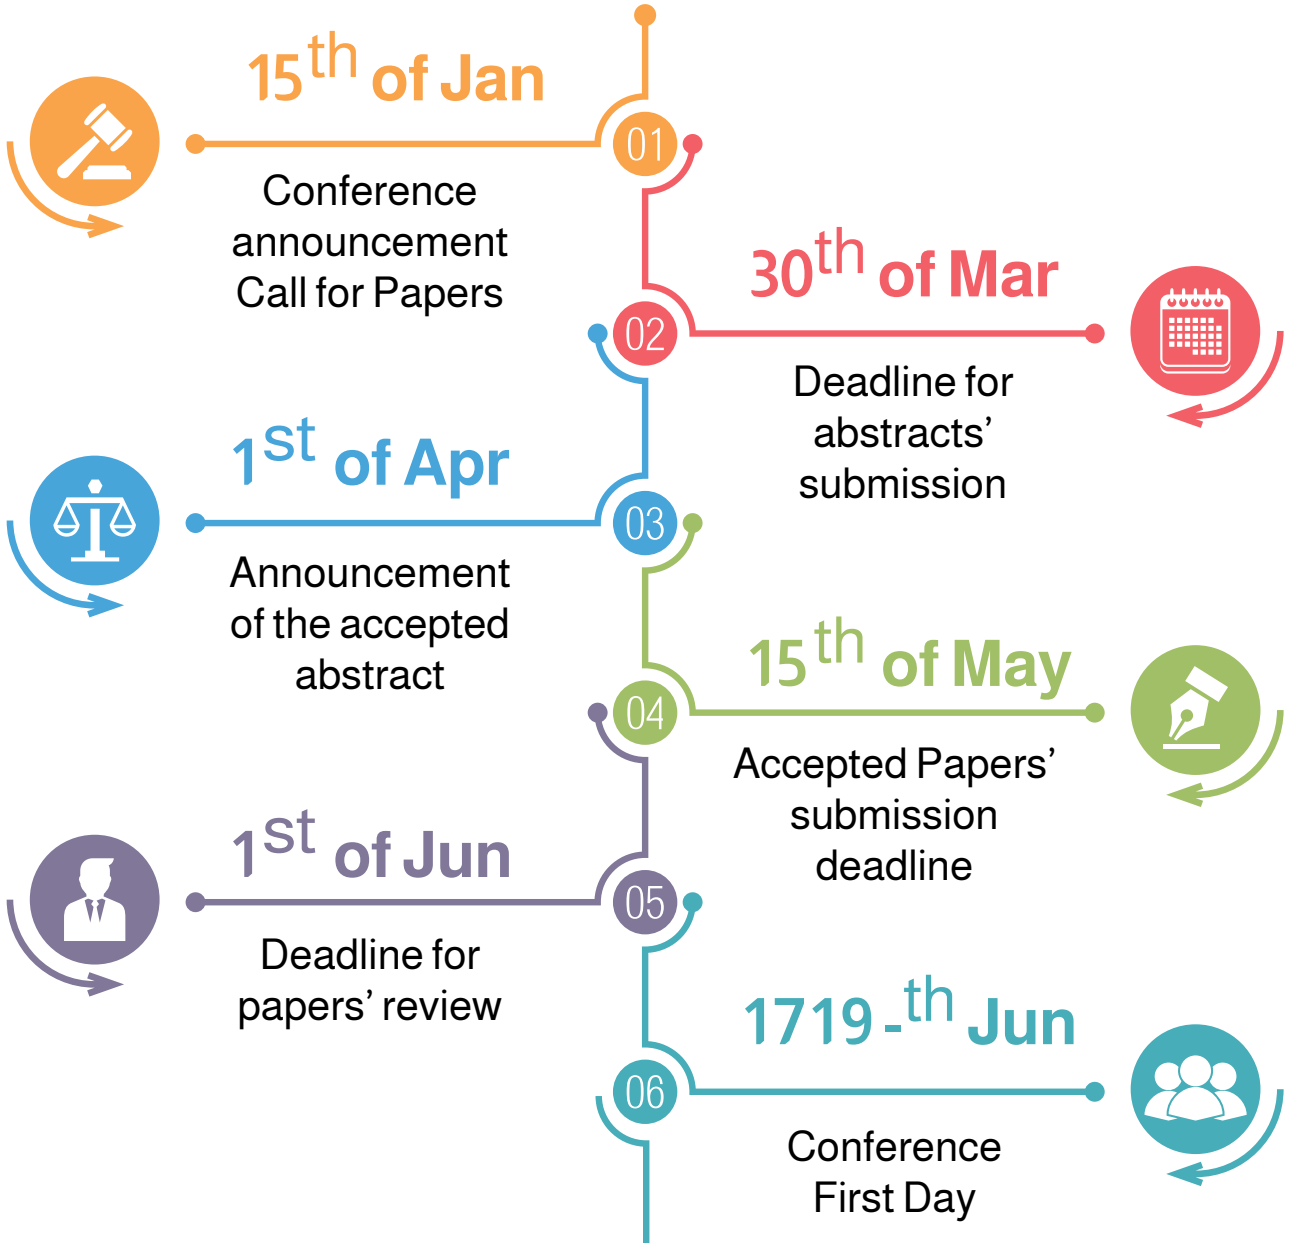 15th of Jan
01
Conference
announcement
Call for Papers
30th of Mar
02
Deadline for
abstracts’
submission
1st of Apr
03
Announcement
of the accepted
abstract
15th of May
04
Accepted Papers’
submission
deadline
1st of Jun
05
Deadline for
papers’ review
1719-th Jun
06
Conference
First Day